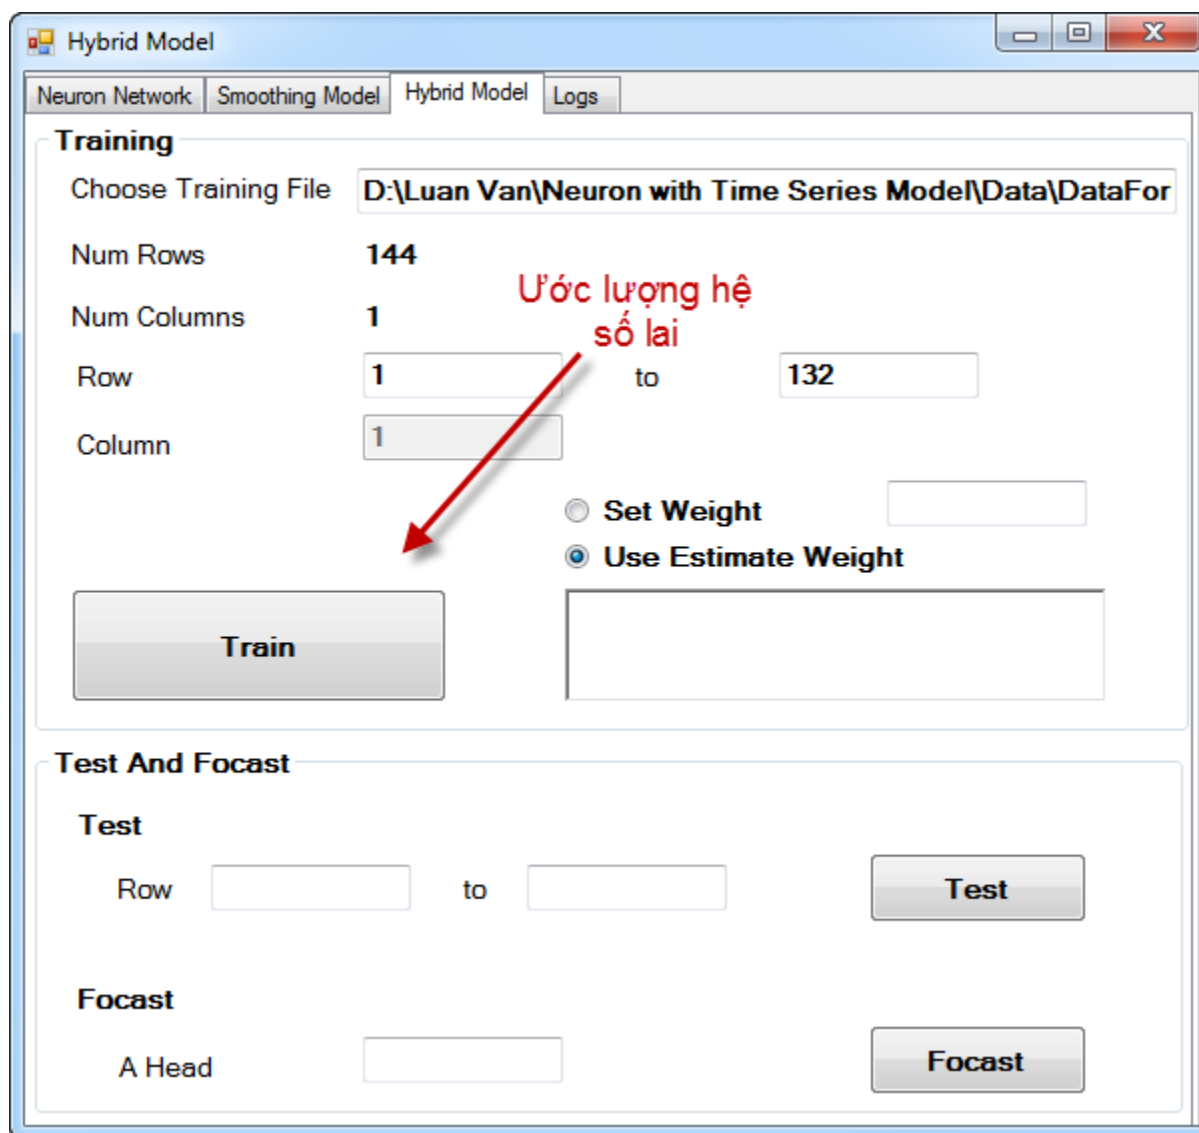 Hybrid Model
Neuron Network Smoothing Model Hybrid Model Logs
Training
Choose Training File D:\Luan Van\Neuron with Time Series Model\Data\DataFor
Num Rows 144
Ước lượng hệ
số lai
Num Columns 1
Row 1 to 132
Column 1
Set Weight
Use Estimate Weight
Train
Test And Focast
Test
Row to Test
Focast
A Head Focast